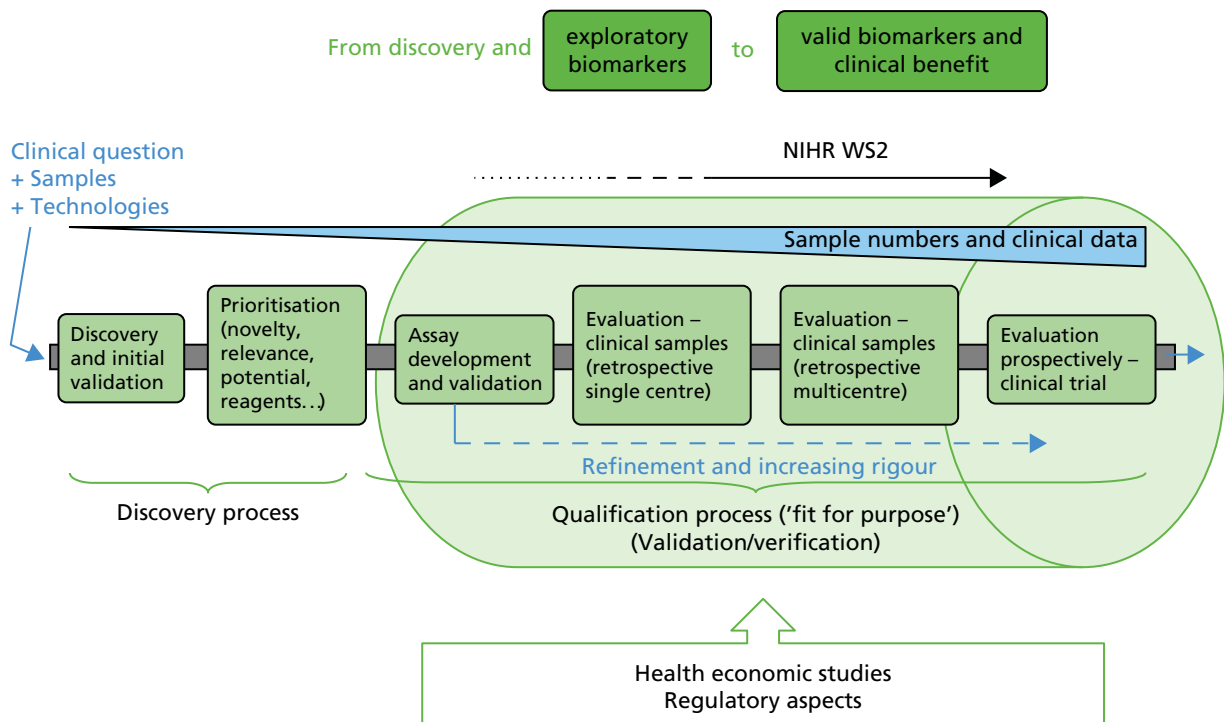 From discovery and
exploratory
biomarkers
to
valid biomarkers and
clinical benefit
Clinical question
+ Samples
+ Technologies
NIHR WS2
Sample numbers and clinical data
Discovery
and initial
validation
Prioritisation
(novelty,
relevance,
potential,
reagents…)
Assay
development
and validation
Evaluation –
clinical samples
(retrospective
single centre)
Evaluation –
clinical samples
(retrospective
multicentre)
Evaluation
prospectively –
clinical trial
Refinement and increasing rigour
Discovery process
Qualification process ('fit for purpose')
(Validation/verification)
Health economic studies
Regulatory aspects